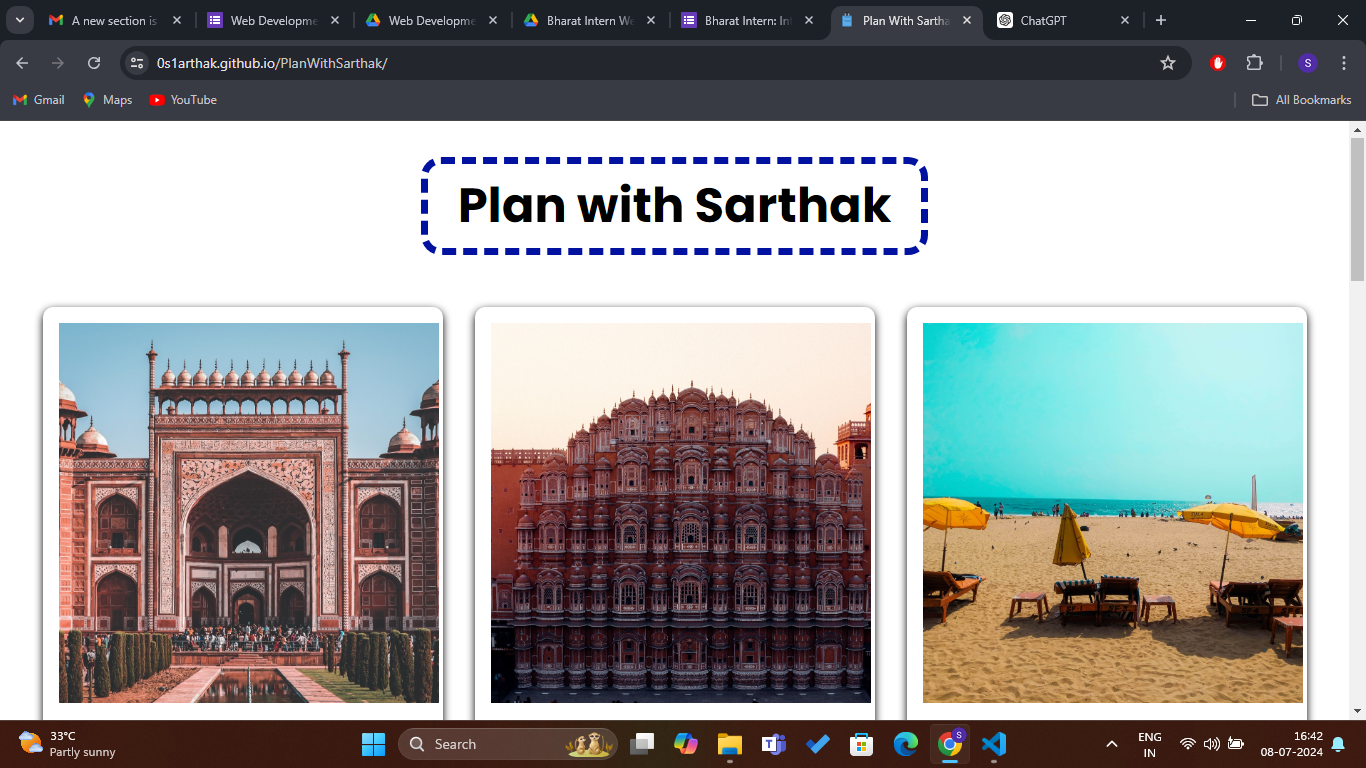 A new section is
Web Developme
Web Developme
Bharat Intern We
Bharat Intern: Int
Plan With Sartha
ChatGPT
0s1arthak.github.io/PlanWithSarthak/
S
Gmail
Maps
YouTube
All Bookmarks
Plan with Sarthak
33°C
Partly sunny
Search
S
ENG
IN
16:42
08-07-2024